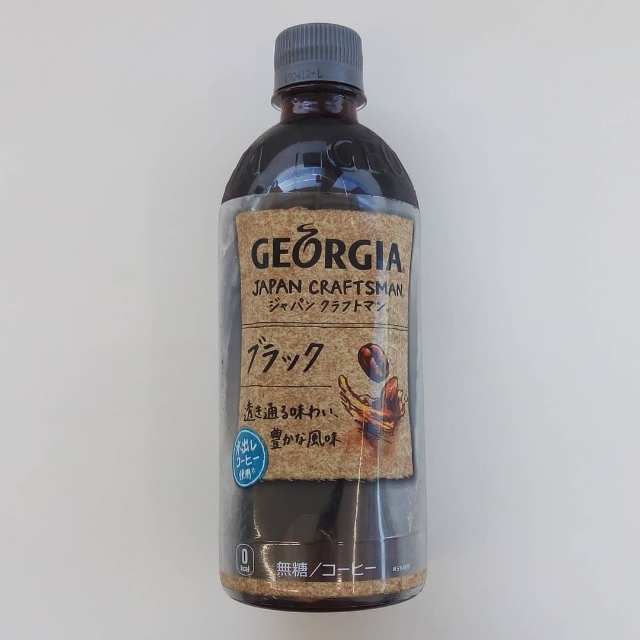 GEORGIA
JAPAN CRAFTSMAN
ジャパン クラフトマン
ブラック
透き通る味わい、
豊かな風味
水出し
コーヒー
使用
0
kcal
無糖/コーヒー